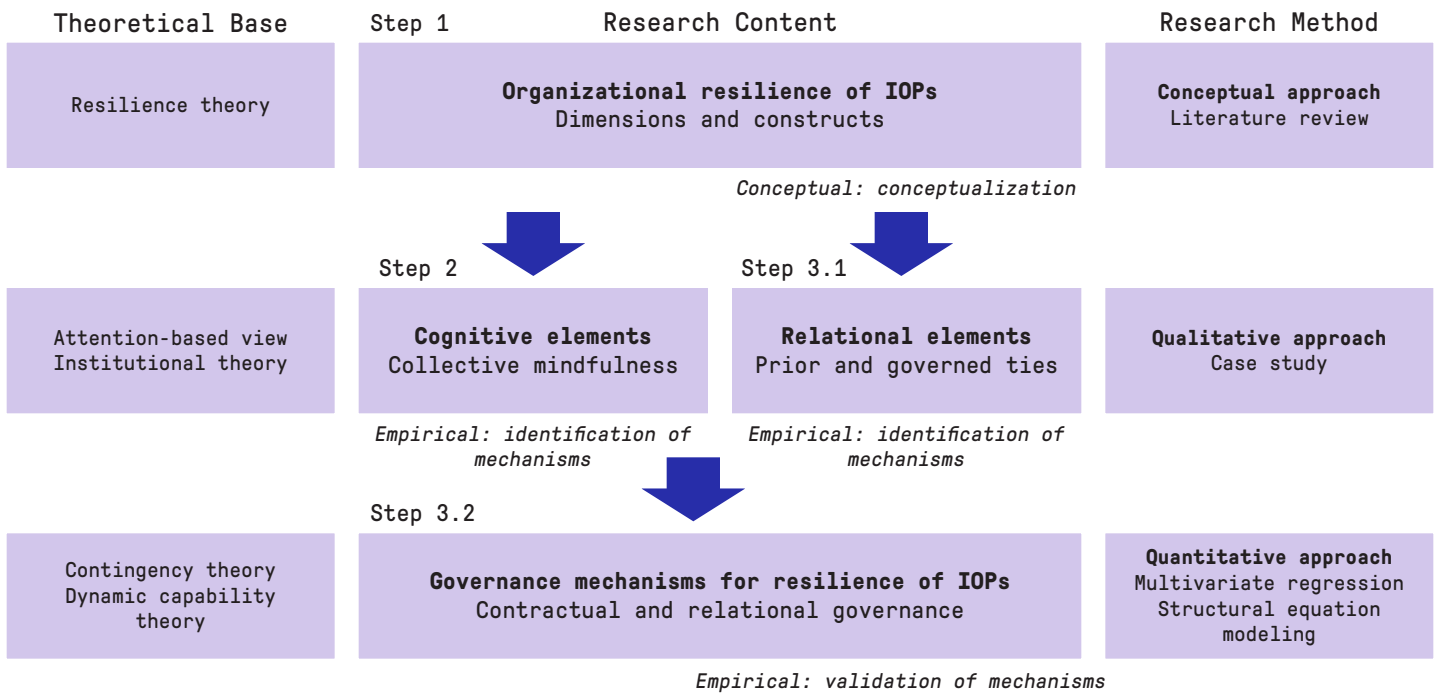 Theoretical Base
Step 1
Research Content
Research Method
Resilience theory
Organizational resilience of IOPs
Dimensions and constructs
Conceptual approach
Literature review
Conceptual: conceptualization
Step 2
Step 3.1
Attention-based view
Institutional theory
Cognitive elements
Collective mindfulness
Relational elements
Prior and governed ties
Qualitative approach
Case study
Empirical: identification of
mechanisms
Empirical: identification of
mechanisms
Step 3.2
Contingency theory
Dynamic capability
theory
Governance mechanisms for resilience of IOPs
Contractual and relational governance
Quantitative approach
Multivariate regression
Structural equation
modeling
Empirical: validation of mechanisms